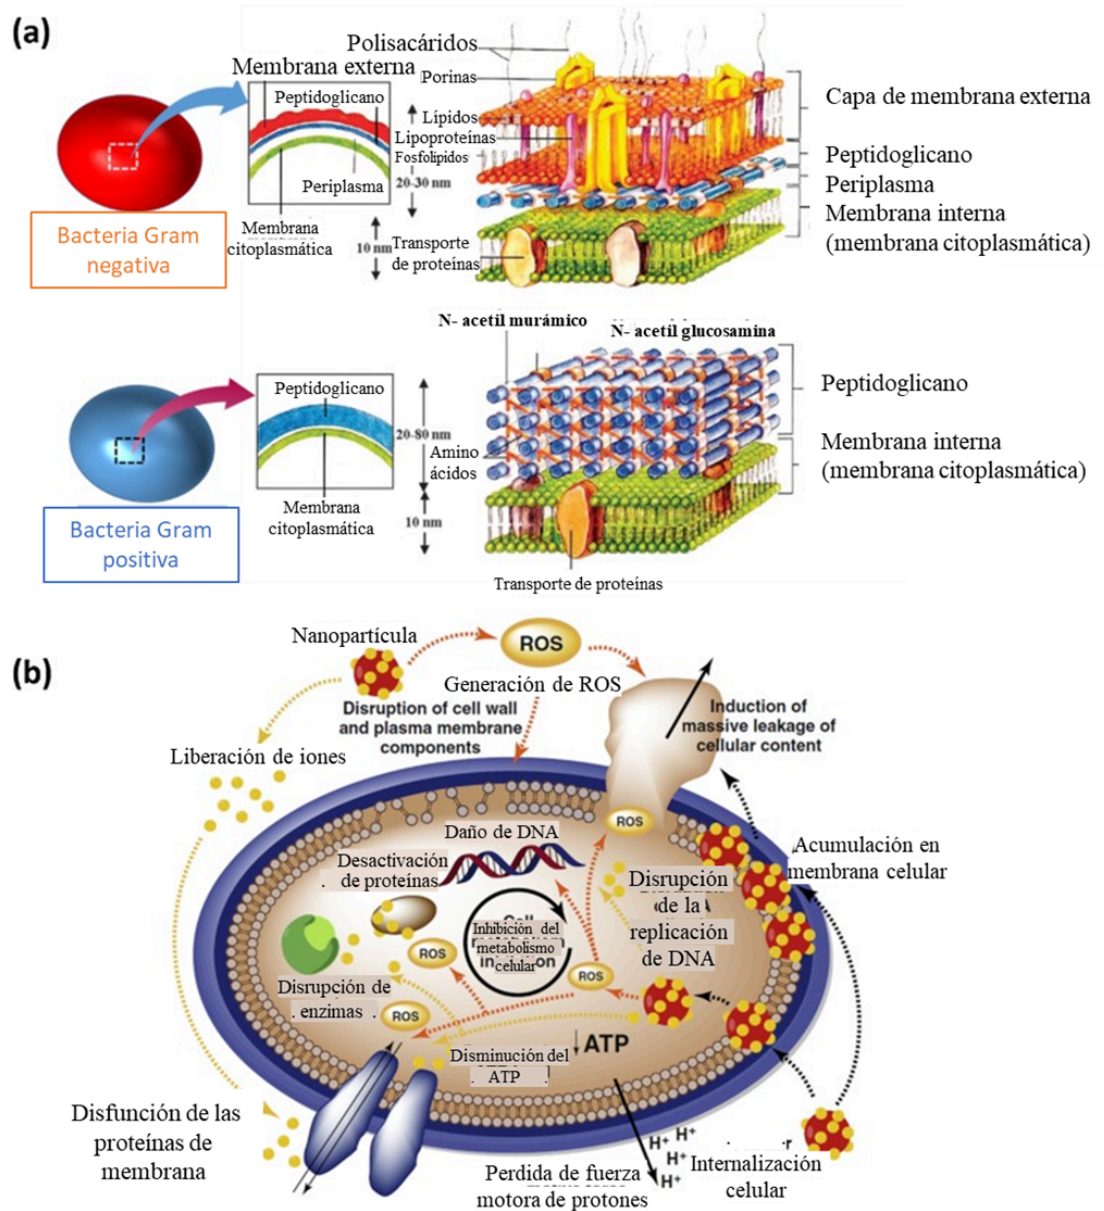 (a)
Polisacáridos
Membrana externa
Porinas
Peptidoglicano
Lípidos
Lipoproteínas
Fosfolipidos
20-30 nm
Periplasma
Capa de membrana externa
Peptidoglicano
Periplasma
Membrana interna
(membrana citoplasmática)
Bacteria Gram
negativa
Membrana
citoplasmática
10 nm
Transporte
de proteínas
N- acetil murámico
N- acetil glucosamina
Peptidoglicano
20-80 nm
Amino
ácidos
Peptidoglicano
Membrana interna
(membrana citoplasmática)
Membrana
citoplasmática
10 nm
Bacteria Gram
positiva
Transporte de proteínas
(b)
Nanopartícula
ROS
Generación de ROS
Disruption of cell wall
and plasma membrane
components
Induction of
massive leakage of
cellular content
Liberación de iones
ROS
Daño de DNA
Desactivación
. de proteínas
Disrupción
de la
replicación
de DNA
Acumulación en
membrana celular
Inhibición del
metabolismo
celular
ROS
ROS
Disrupción de
. enzimas .
ROS
Disminución del
ATP
↓ATP
Disfunción de las
proteínas de
membrana
Perdida de fuerza
motora de protones
H+ H+
H+
H+
Internalización
celular